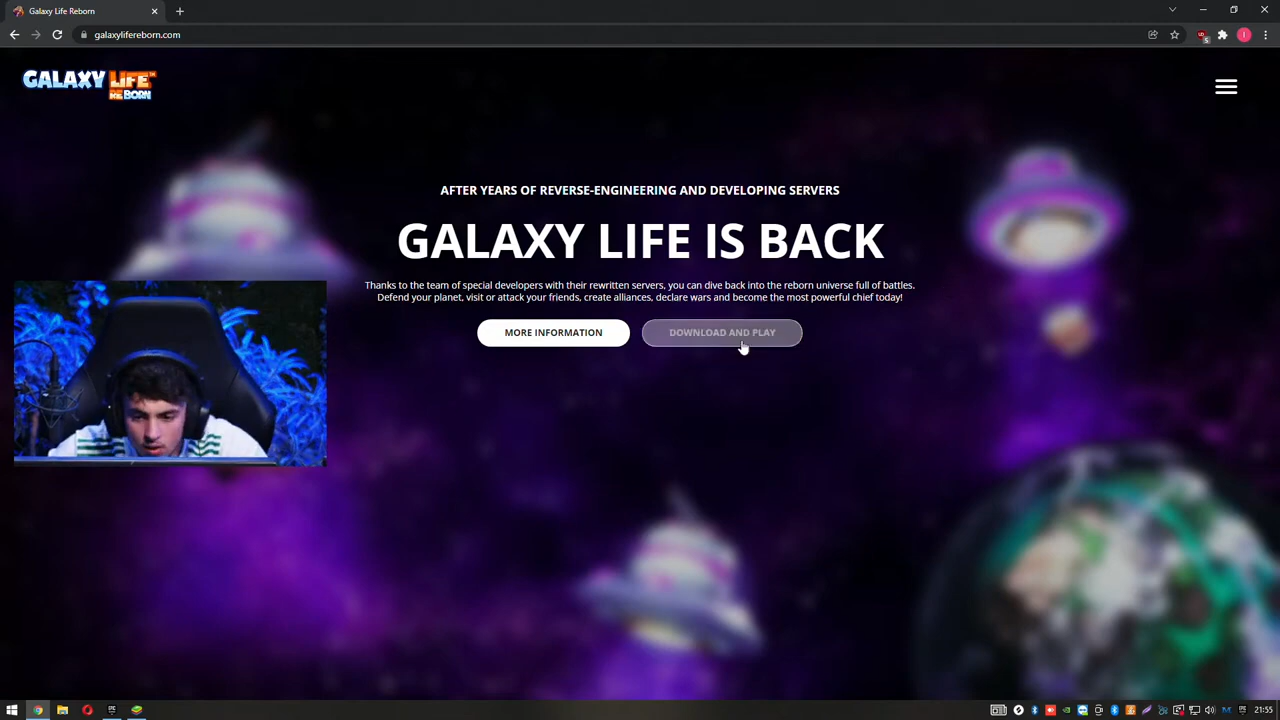 Galaxy Life Reborn
galaxylifereborn.com
GALAXY LIFE™
REBORN
AFTER YEARS OF REVERSE-ENGINEERING AND DEVELOPING SERVERS
GALAXY LIFE IS BACK
Thanks to the team of special developers with their rewritten servers, you can dive back into the reborn universe full of battles.
Defend your planet, visit or attack your friends, create alliances, declare wars and become the most powerful chief today!
MORE INFORMATION
DOWNLOAD AND PLAY
21:55